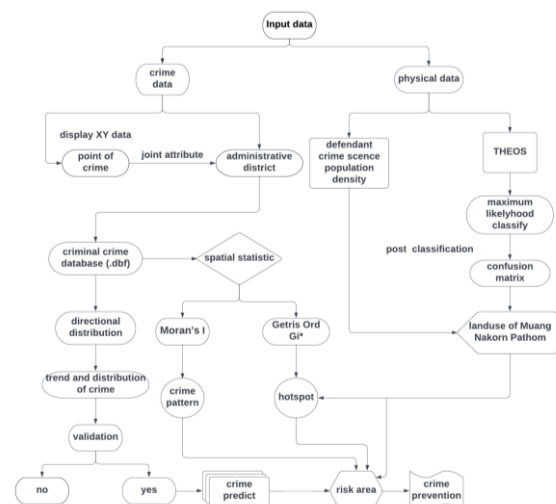 Input data
crime
data
physical data
display XY data
point of
crime
joint attribute
administrative
district
defendant
crime scence
population
density
THEOS
maximum
likelyhood
classify
post classification
confusion
matrix
criminal crime
database (.dbf)
spatial statistic
directional
distribution
Moran's I
Getris Ord
Gi*
landuse of Muang
Nakorn Pathom
trend and distribution
of crime
crime
pattern
hotspot
validation
no
yes
crime
predict
risk area
crime
prevention